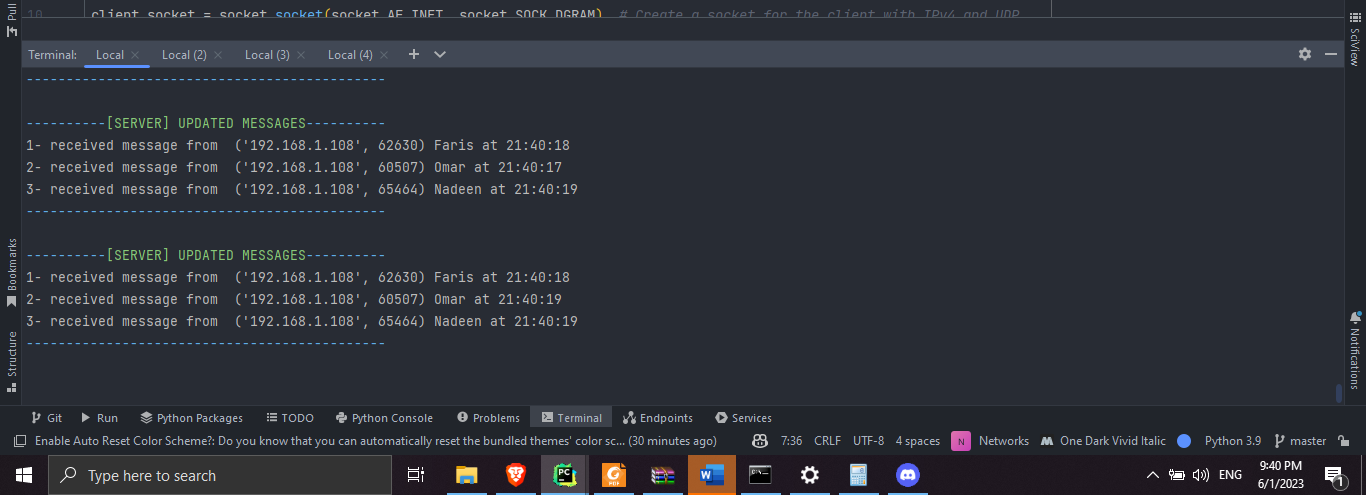 Pull
10 client_socket = socket.socket(socket.AF_INET, socket.SOCK_DGRAM) # Create a socket for the client with IPv4 and UDP
SciView
Terminal: Local × Local (2) × Local (3) × Local (4) × +
---------------------------------------------
----------[SERVER] UPDATED MESSAGES----------
1- received message from  ('192.168.1.108', 62630) Faris at 21:40:18
2- received message from  ('192.168.1.108', 60507) Omar at 21:40:17
3- received message from  ('192.168.1.108', 65464) Nadeen at 21:40:19
---------------------------------------------
----------[SERVER] UPDATED MESSAGES----------
1- received message from  ('192.168.1.108', 62630) Faris at 21:40:18
2- received message from  ('192.168.1.108', 60507) Omar at 21:40:19
3- received message from  ('192.168.1.108', 65464) Nadeen at 21:40:19
---------------------------------------------
Bookmarks
Structure
Notifications
Git Run Python Packages TODO Python Console Problems Terminal Endpoints Services
Enable Auto Reset Color Scheme?: Do you know that you can automatically reset the bundled themes' color sc... (30 minutes ago) 7:36 CRLF UTF-8 4 spaces N Networks One Dark Vivid Italic Python 3.9 master
Type here to search PC PDF W ENG 9:40 PM
6/1/2023 1